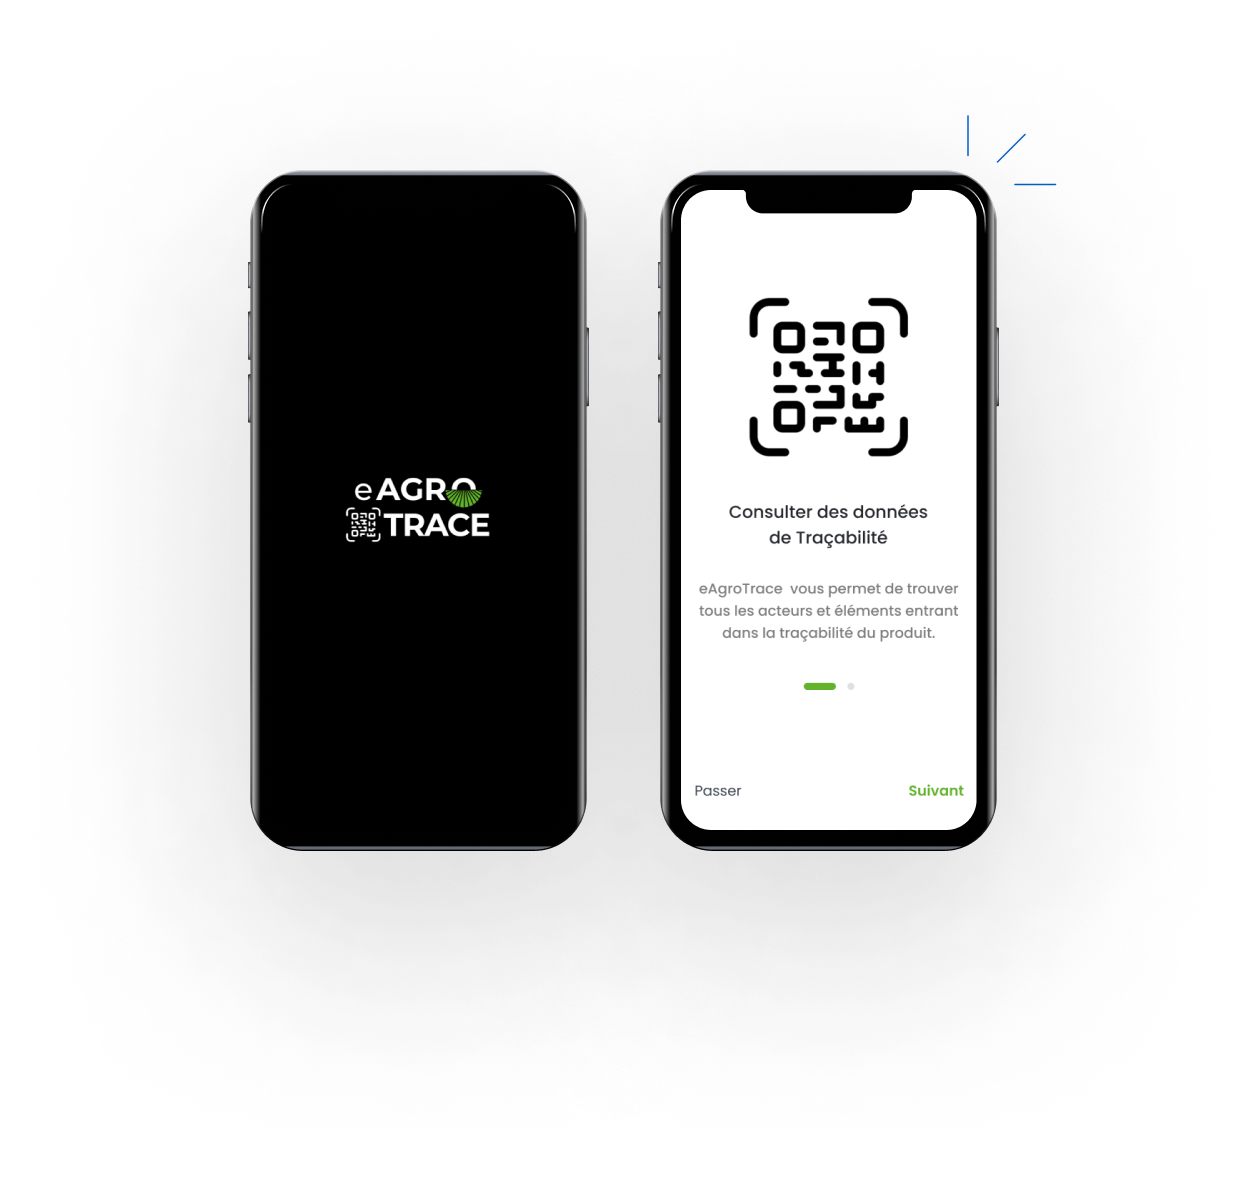 e AGRO
TRACE
Consulter des données
de Traçabilité
eAgroTrace vous permet de trouver
tous les acteurs et éléments entrant
dans la traçabilité du produit.
Passer
Suivant